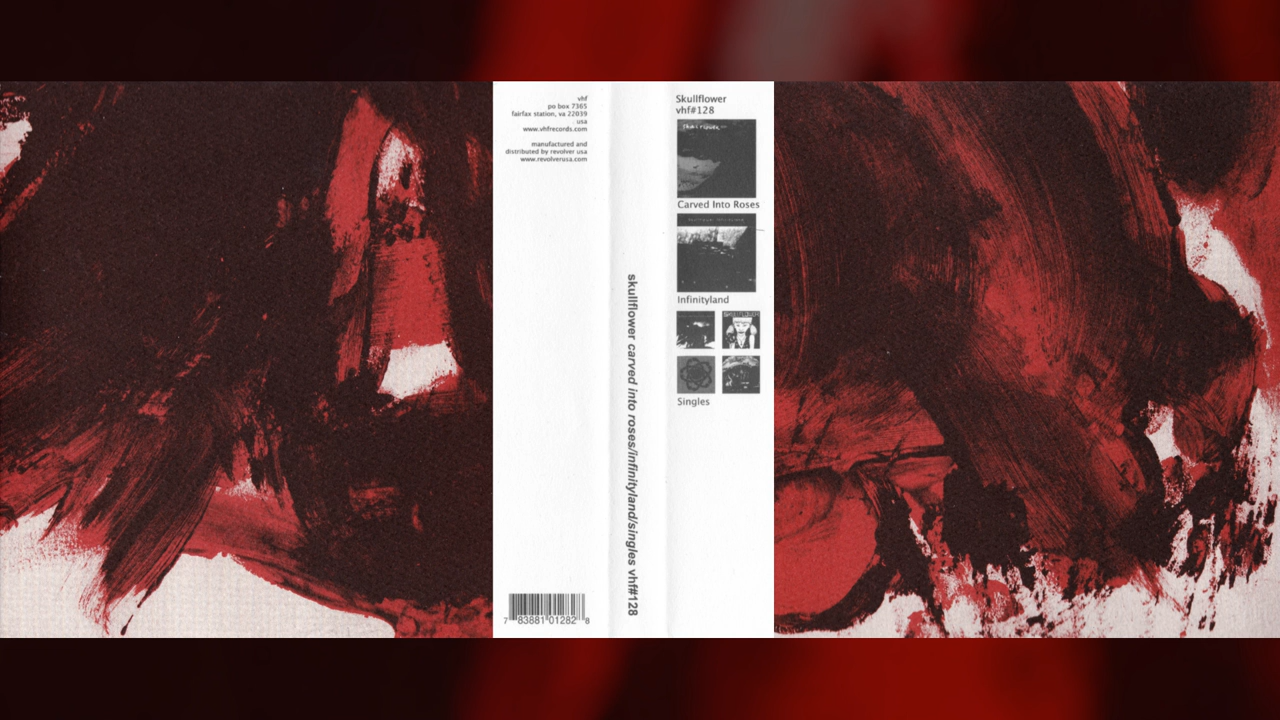 vhf
po box 7365
fairfax station, va 22039
usa
www.vhfrecords.com
manufactured and
distributed by revolver usa
www.revolverusa.com
7 83881 01282 8
skullflower carved into roses/infinityland/singles vhf#128
Skullflower
vhf#128
Carved Into Roses
Infinityland
Singles